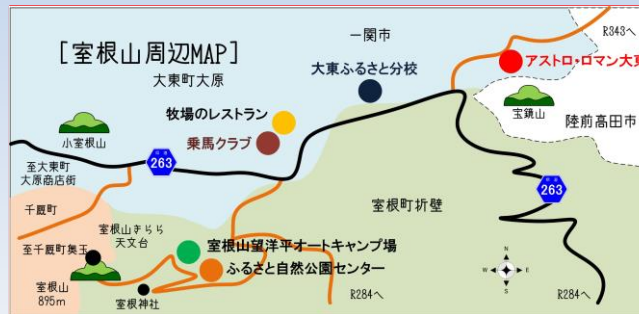 [室根山周辺MAP]
一関市
R343へ
大東町大原
大東ふるさと分校
アストロ・ロマン大東
牧場のレストラン
宝鏡山
陸前高田市
乗馬クラブ
小室根山
263
至大東町
大原商店街
263
千厩町
室根町折壁
室根山きらら
天文台
至千厩町奥玉
室根山望洋平オートキャンプ場
ふるさと自然公園センター
N
W
E
S
室根山
895m
室根神社
R284へ
R284へ